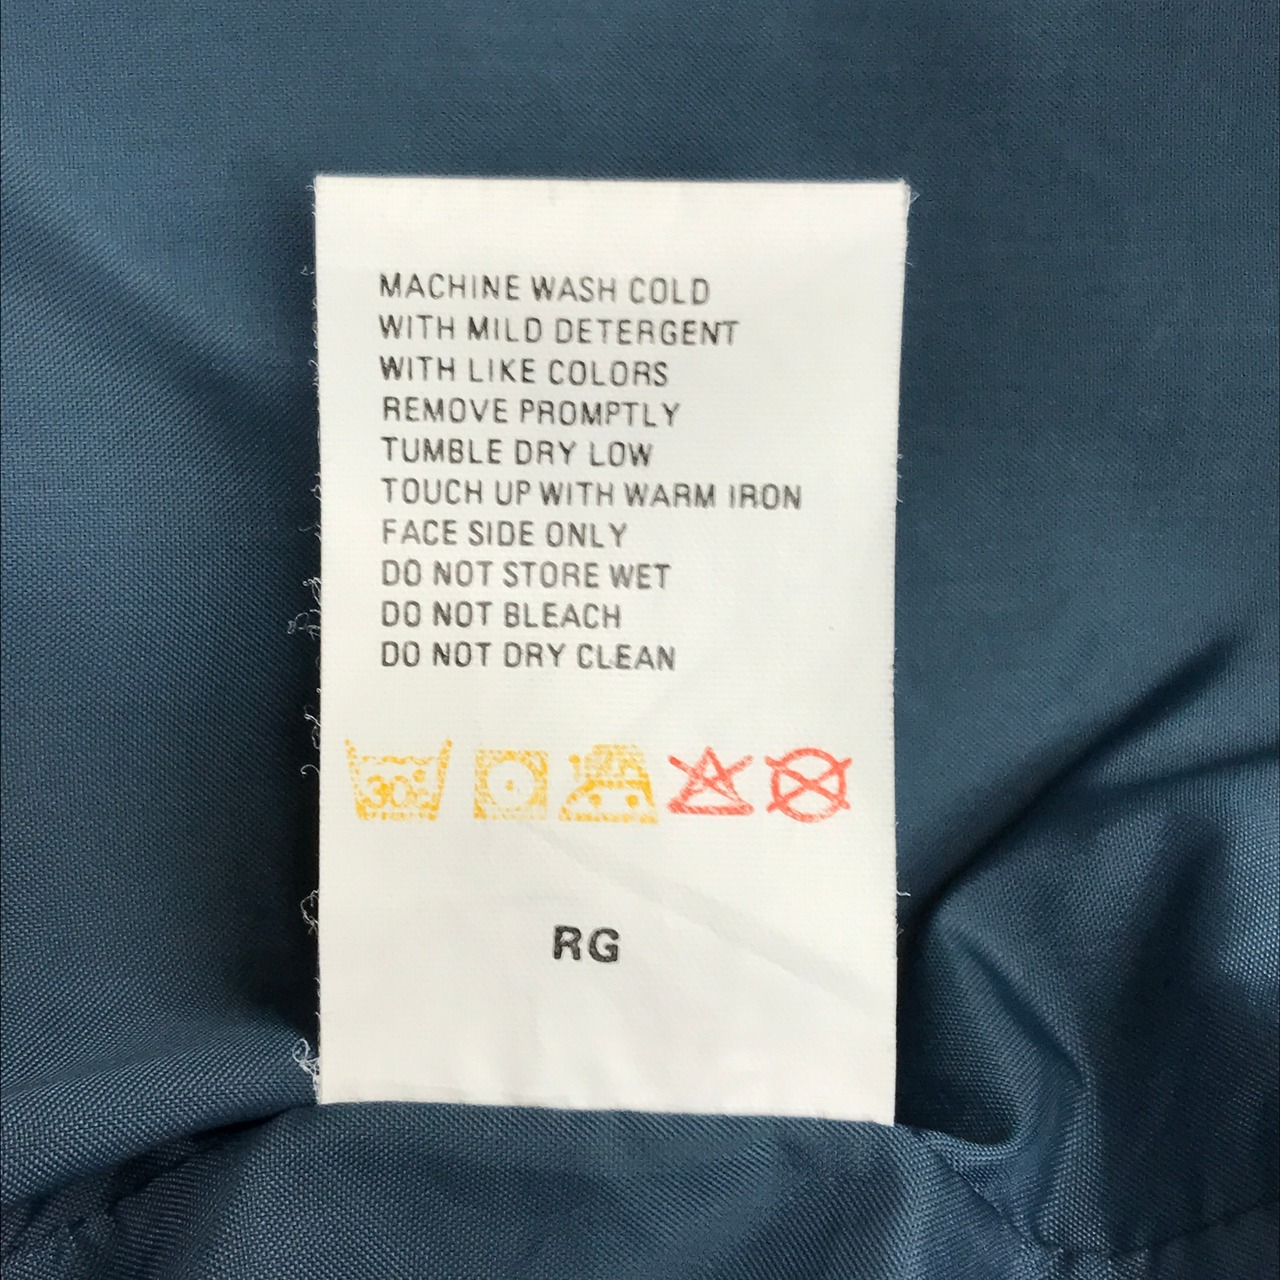 MACHINE WASH COLD
WITH MILD DETERGENT
WITH LIKE COLORS
REMOVE PROMPTLY
TUMBLE DRY LOW
TOUCH UP WITH WARM IRON
FACE SIDE ONLY
DO NOT STORE WET
DO NOT BLEACH
DO NOT DRY CLEAN
30°
RG